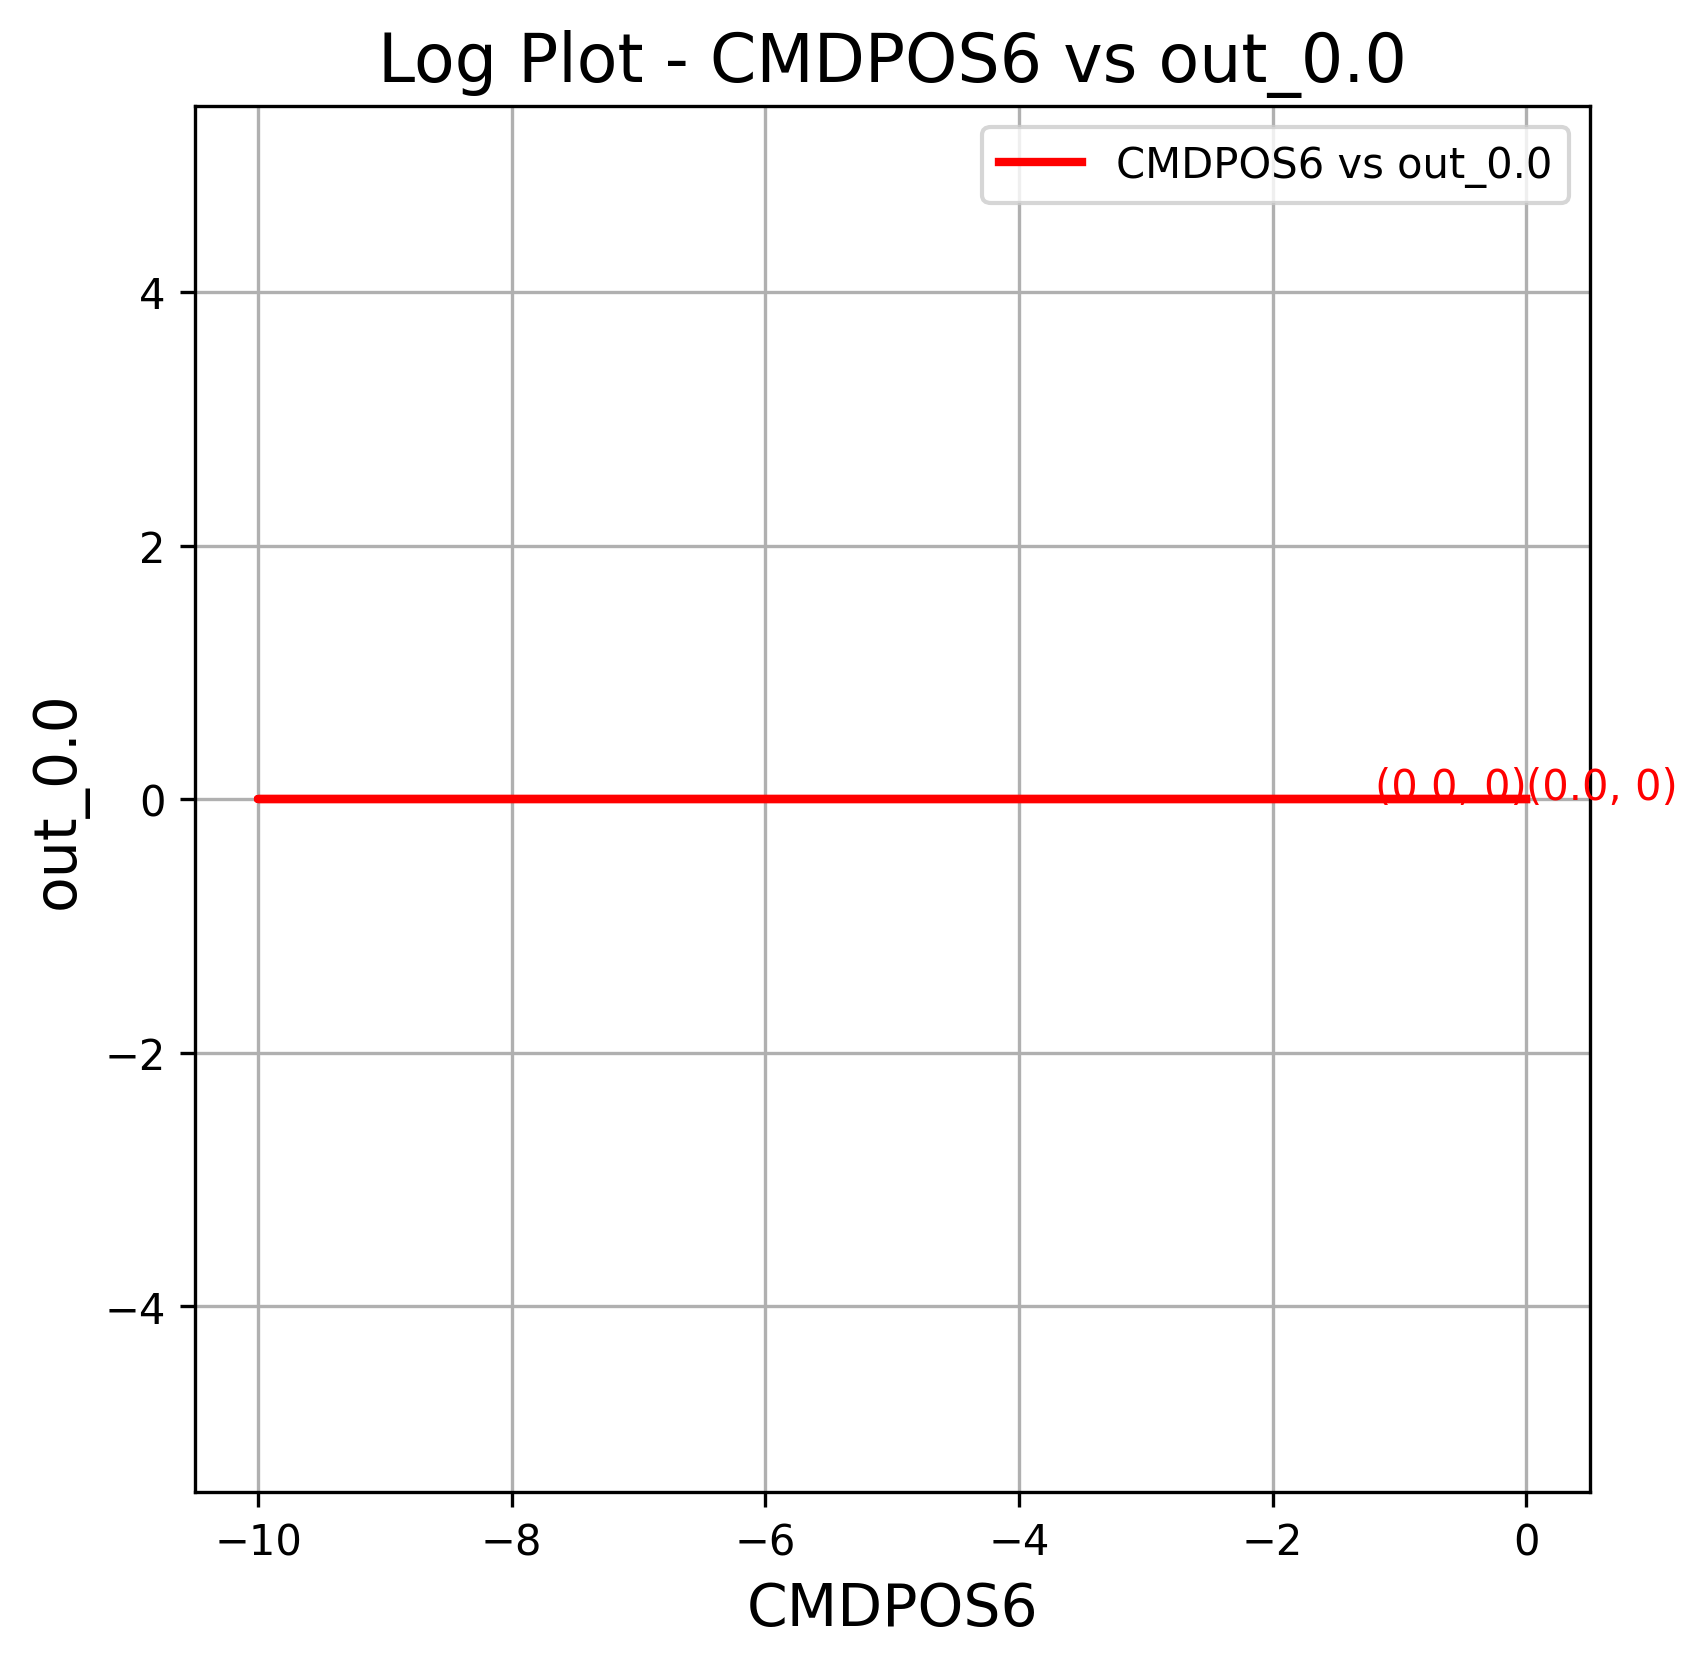 Log Plot - CMDPOS6 vs out_0.0
CMDPOS6 vs out_0.0
4
2
0
−2
−4
out_0.0
(0.0, 0)(0.0, 0)
−10 −8 −6 −4 −2 0
CMDPOS6